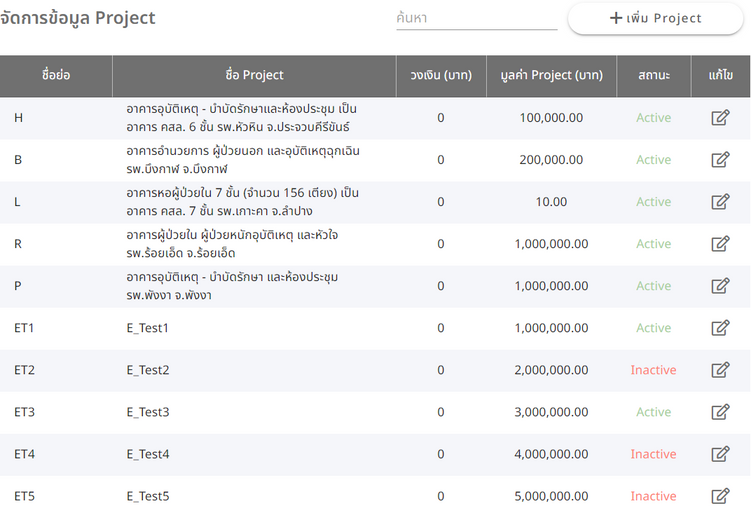 จัดการข้อมูล Project
ค้นหา
เพิ่ม Project
ชื่อย่อ ชื่อ Project วงเงิน (บาท) มูลค่า Project (บาท) สถานะ แก้ไข
H อาคารอุบัติเหตุ - บำบัดรักษาและห้องประชุม เป็น 0 100,000.00 Active
อาคาร คสล. 6 ชั้น รพ.หัวหิน จ.ประจวบคีรีขันธ์
B อาคารอำนวยการ ผู้ป่วยนอก และอุบัติเหตุฉุกเฉิน 0 200,000.00 Active
รพ.บึงกาฬ จ.บึงกาฬ
L อาคารหอผู้ป่วยใน 7 ชั้น (จำนวน 156 เตียง) เป็น 0 10.00 Active
อาคาร คสล. 7 ชั้น รพ.เกาะคา จ.ลำปาง
R อาคารผู้ป่วยใน ผู้ป่วยหนักอุบัติเหตุ และหัวใจ 0 1,000,000.00 Active
รพ.ร้อยเอ็ด จ.ร้อยเอ็ด
P อาคารอุบัติเหตุ - บำบัดรักษา และห้องประชุม 0 1,000,000.00 Active
รพ.พังงา จ.พังงา
ET1 E_Test1 0 1,000,000.00 Active
ET2 E_Test2 0 2,000,000.00 Inactive
ET3 E_Test3 0 3,000,000.00 Active
ET4 E_Test4 0 4,000,000.00 Inactive
ET5 E_Test5 0 5,000,000.00 Inactive